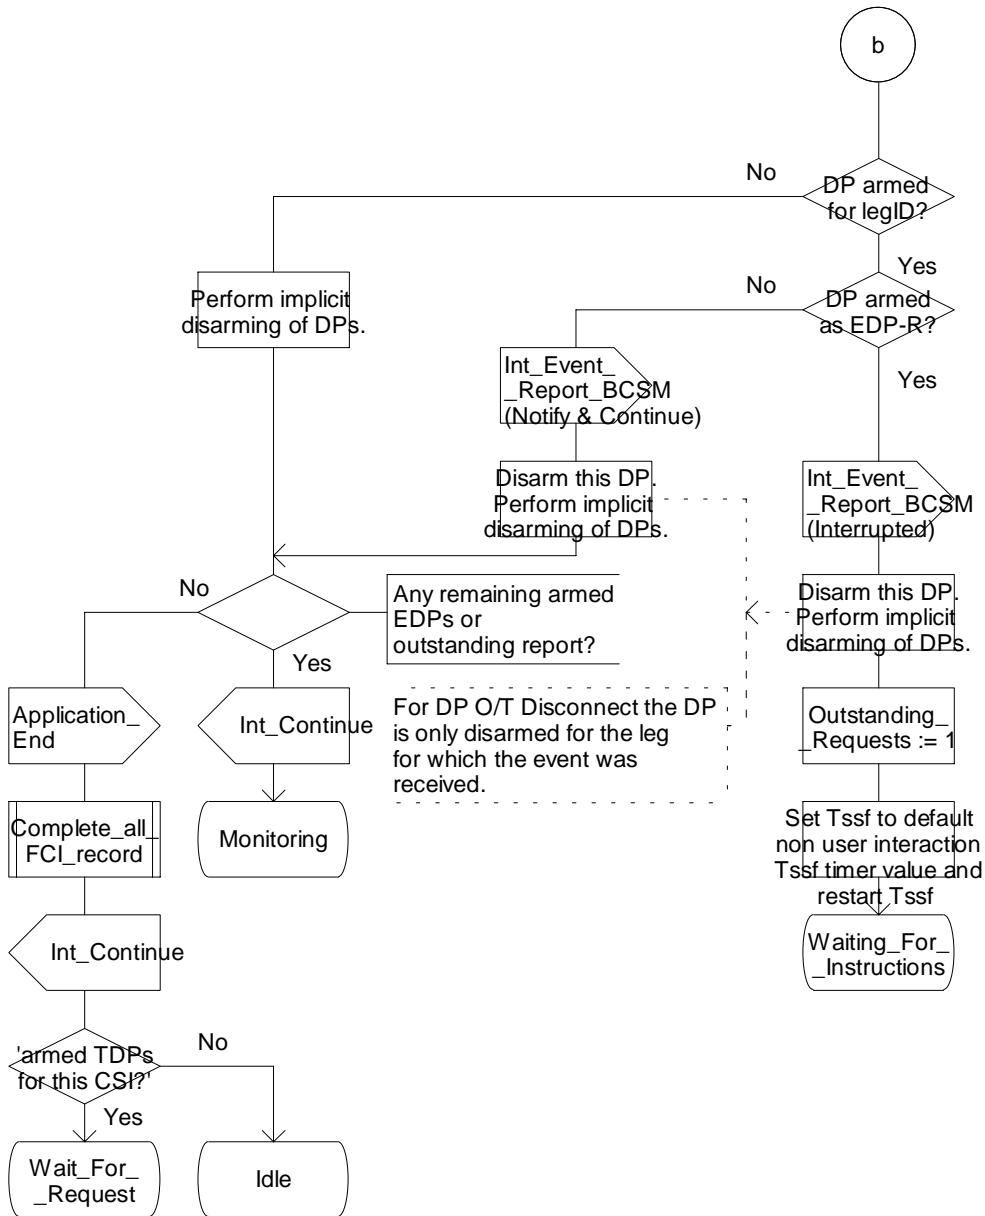 b
No
DP armed
for legID?
Yes
Perform implicit
disarming of DPs.
No
DP armed
as EDP-R?
Yes
Int_Event_
_Report_BCSM
(Notify & Continue)
Disarm this DP.
Perform implicit
disarming of DPs.
Int_Event_
_Report_BCSM
(Interrupted)
No
Any remaining armed
EDPs or
outstanding report?
Yes
Disarm this DP.
Perform implicit
disarming of DPs.
Application_
End
Int_Continue
For DP O/T Disconnect the DP
is only disarmed for the leg
for which the event was
received.
Outstanding_
_Requests := 1
Complete_all_
FCI_record
Monitoring
Set Tssf to default
non user interaction
Tssf timer value and
restart Tssf
Int_Continue
Waiting_For_
_Instructions
'armed TDPs
for this CSI?'
No
Yes
Wait_For_
_Request
Idle